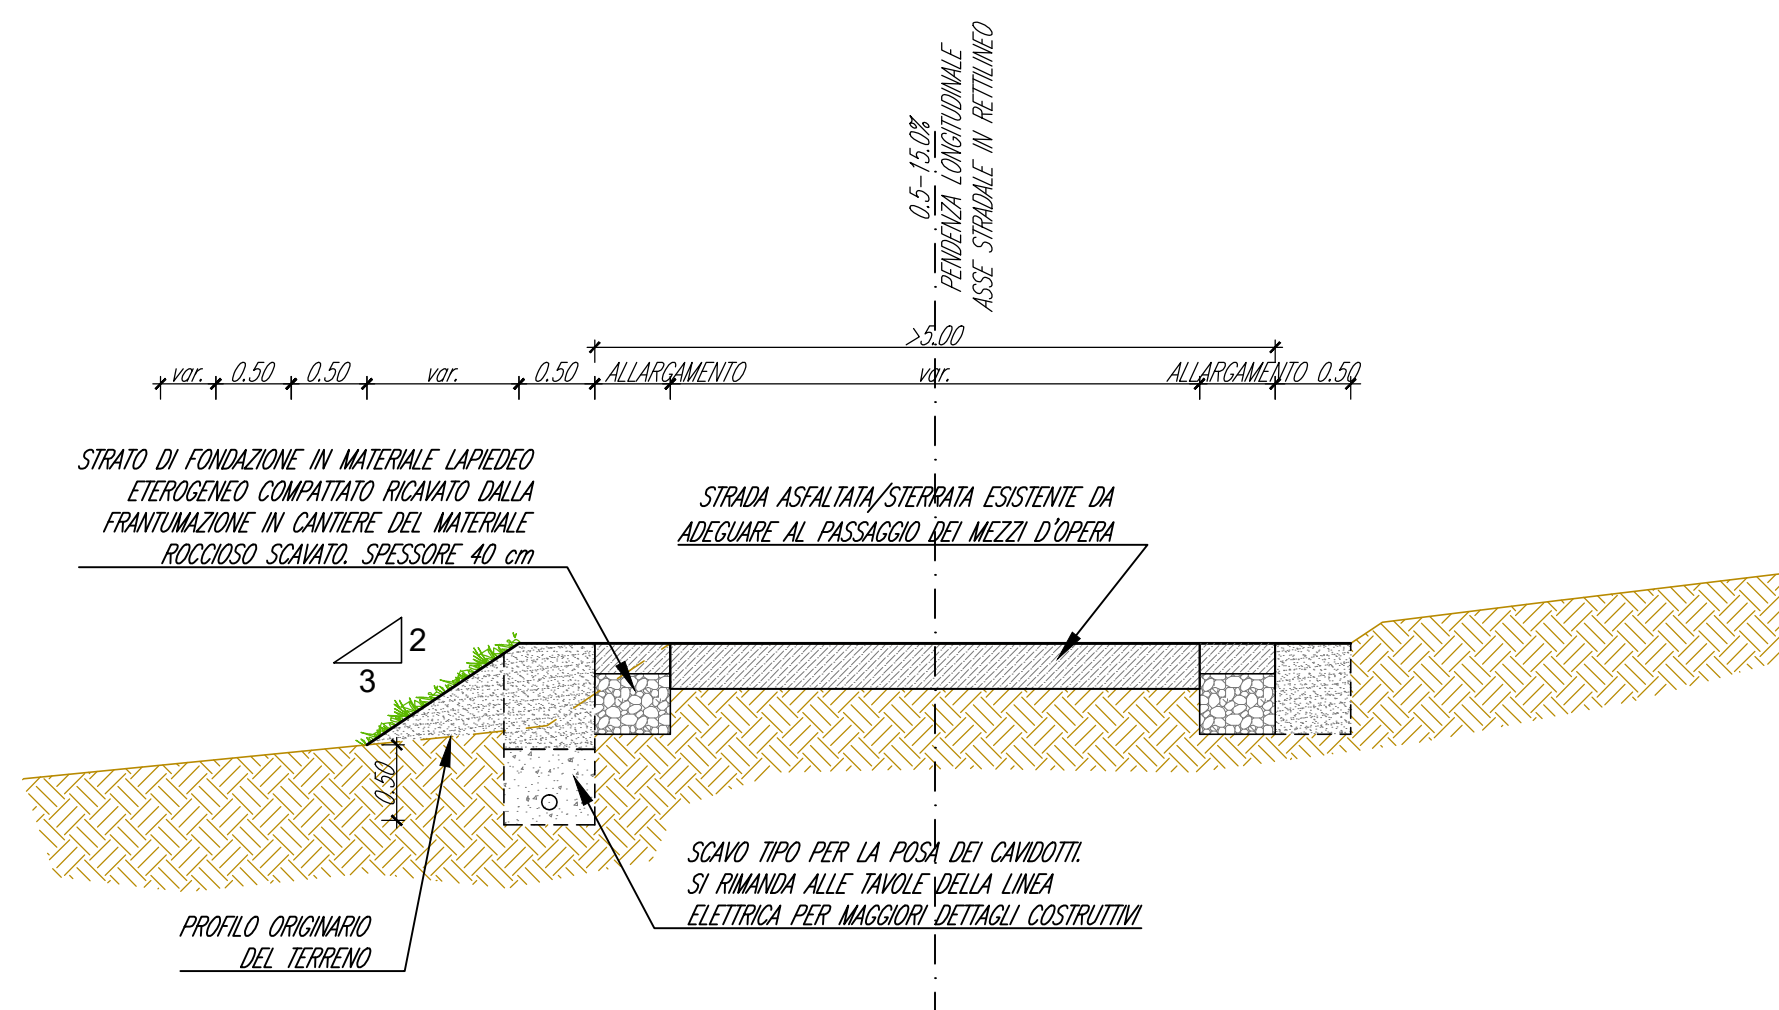 0.5-15.0%
PENDENZA LONGITUDINALE
ASSE STRADALE IN RETTILINEO
>5.00
var. 0.50 0.50 var. 0.50 ALLARGAMENTO var. ALLARGAMENTO 0.50
STRATO DI FONDAZIONE IN MATERIALE LAPIEDEO
ETEROGENEO COMPATTATO RICAVATO DALLA
FRANTUMAZIONE IN CANTIERE DEL MATERIALE
ROCCIOSO SCAVATO. SPESSORE 40 cm
STRADA ASFALTATA/STERRATA ESISTENTE DA
ADEGUARE AL PASSAGGIO DEI MEZZI D'OPERA
2
3
0.50
SCAVO TIPO PER LA POSA DEI CAVIDOTTI.
SI RIMANDA ALLE TAVOLE DELLA LINEA
ELETTRICA PER MAGGIORI DETTAGLI COSTRUTTIVI
PROFILO ORIGINARIO
DEL TERRENO